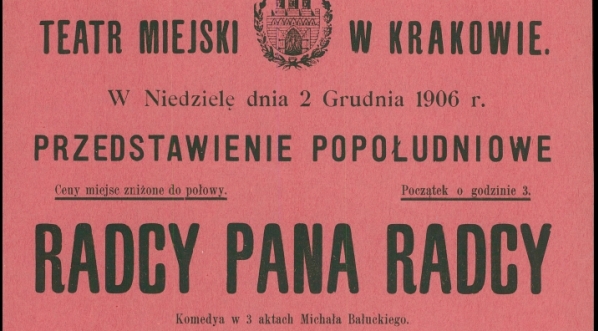 TEATR MIEJSKI W KRAKOWIE.
W Niedzielę dnia 2 Grudnia 1906 r.
PRZEDSTAWIENIE POPOŁUDNIOWE
Ceny miejsc zniżone do połowy. Początek o godzinie 3.
RADCY PANA RADCY
Komedya w 3 aktach Michała Bałuckiego.